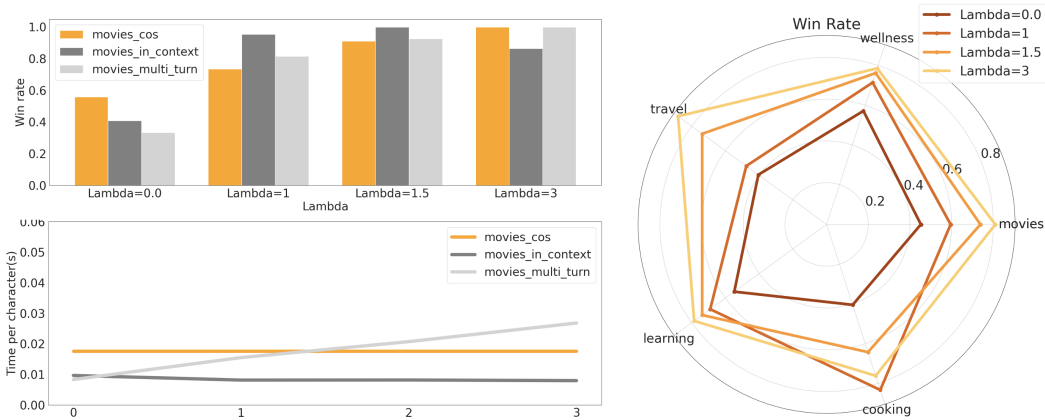 1.0
0.8
0.6
0.4
0.2
0.0
Win rate
movies_cos
movies_in_context
movies_multi_turn
Lambda=0.0
Lambda=1
Lambda=1.5
Lambda=3
Lambda
0.06
0.05
0.04
0.03
0.02
0.01
0.00
Time per character(s)
movies_cos
movies_in_context
movies_multi_turn
0
1
2
3
Win Rate
Lambda=0.0
Lambda=1
Lambda=1.5
Lambda=3
wellness
travel
0.8
0.6
0.4
0.2
movies
learning
cooking